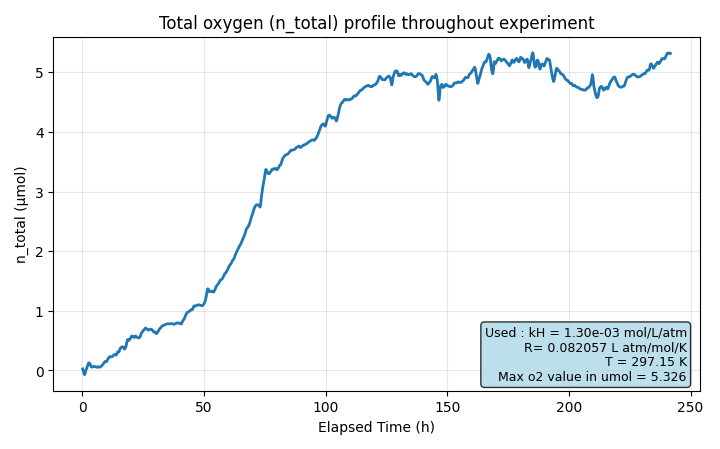 Total oxygen (n_total) profile throughout experiment
n_total (μmol)
5
4
3
2
1
0
Used : kH = 1.30e-03 mol/L/atm
R= 0.082057 L atm/mol/K
T = 297.15 K
Max o2 value in umol = 5.326
0 50 100 150 200 250
Elapsed Time (h)